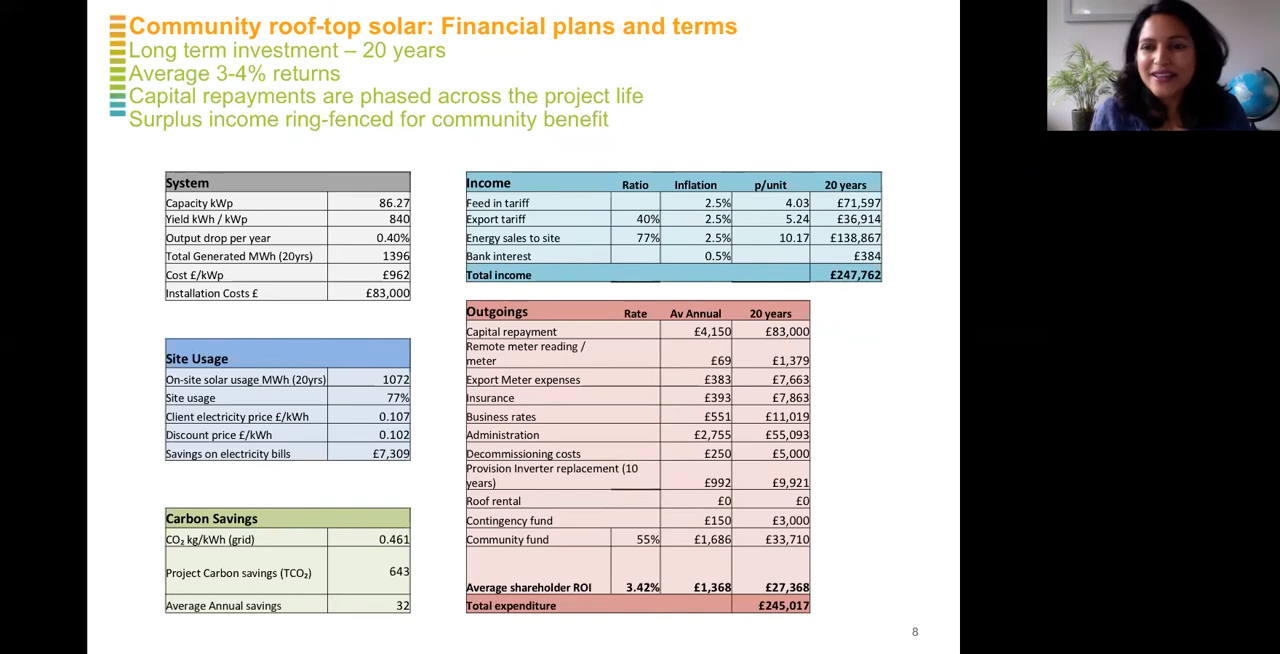 Community roof-top solar: Financial plans and terms
Long term investment – 20 years
Average 3-4% returns
Capital repayments are phased across the project life
Surplus income ring-fenced for community benefit
System
Capacity kWp 86.27
Yield kWh / kWp 840
Output drop per year 0.40%
Total Generated MWh (20yrs) 1396
Cost £/kWp £962
Installation Costs £ £83,000
Site Usage
On-site solar usage MWh (20yrs) 1072
Site usage 77%
Client electricity price £/kWh 0.107
Discount price £/kWh 0.102
Savings on electricity bills £7,309
Carbon Savings
CO₂ kg/kWh (grid) 0.461
Project Carbon savings (TCO₂) 643
Average Annual savings 32
Income Ratio Inflation p/unit 20 years
Feed in tariff 2.5% 4.03 £71,597
Export tariff 40% 2.5% 5.24 £36,914
Energy sales to site 77% 2.5% 10.17 £138,867
Bank interest 0.5% £384
Total income £247,762
Outgoings Rate Av Annual 20 years
Capital repayment £4,150 £83,000
Remote meter reading /
meter £69 £1,379
Export Meter expenses £383 £7,663
Insurance £393 £7,863
Business rates £551 £11,019
Administration £2,755 £55,093
Decommissioning costs £250 £5,000
Provision Inverter replacement (10
years) £992 £9,921
Roof rental £0 £0
Contingency fund £150 £3,000
Community fund 55% £1,686 £33,710
Average shareholder ROI 3.42% £1,368 £27,368
Total expenditure £245,017
8